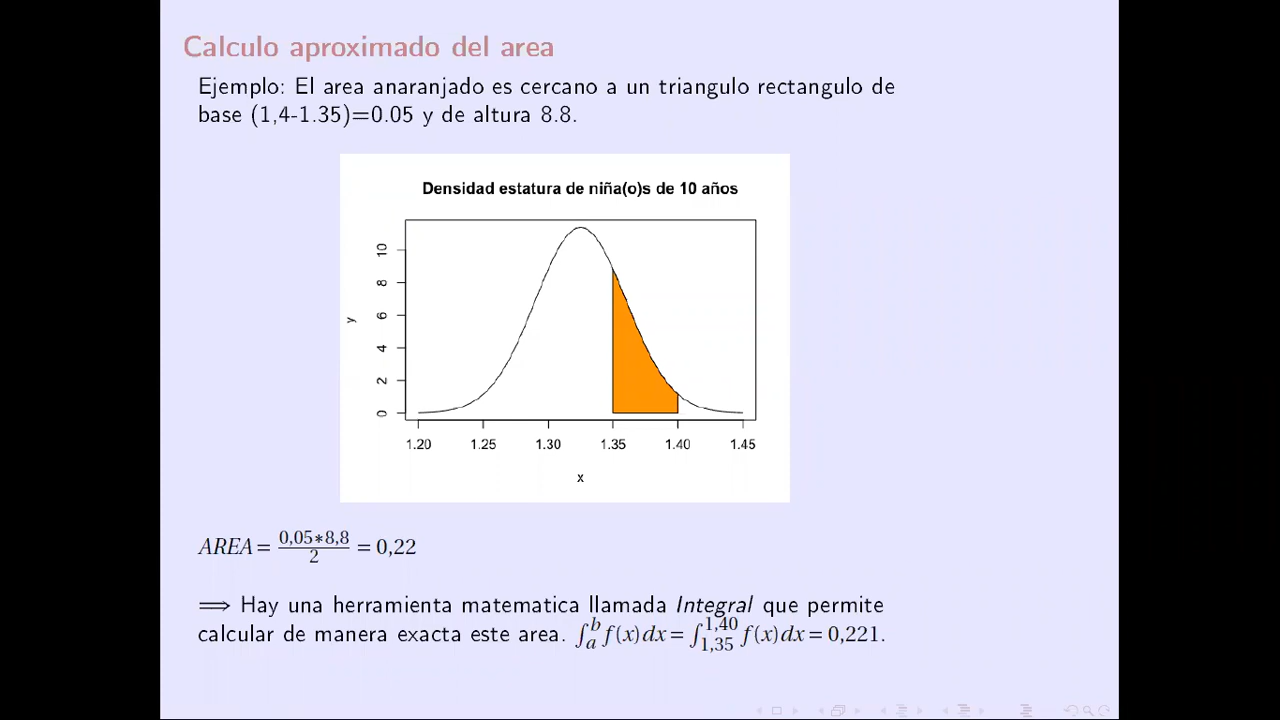 Calculo aproximado del area
Ejemplo: El area anaranjado es cercano a un triangulo rectangulo de
base (1,4-1.35)=0.05 y de altura 8.8.
Densidad estatura de niña(o)s de 10 años
10
8
6
4
2
0
y
1.20 1.25 1.30 1.35 1.40 1.45
x
AREA = \frac{0,05*8,8}{2} = 0,22
⟹ Hay una herramienta matematica llamada Integral que permite
calcular de manera exacta este area. ∫_a^b f(x)dx = ∫_{1,35}^{1,40} f(x)dx = 0,221.